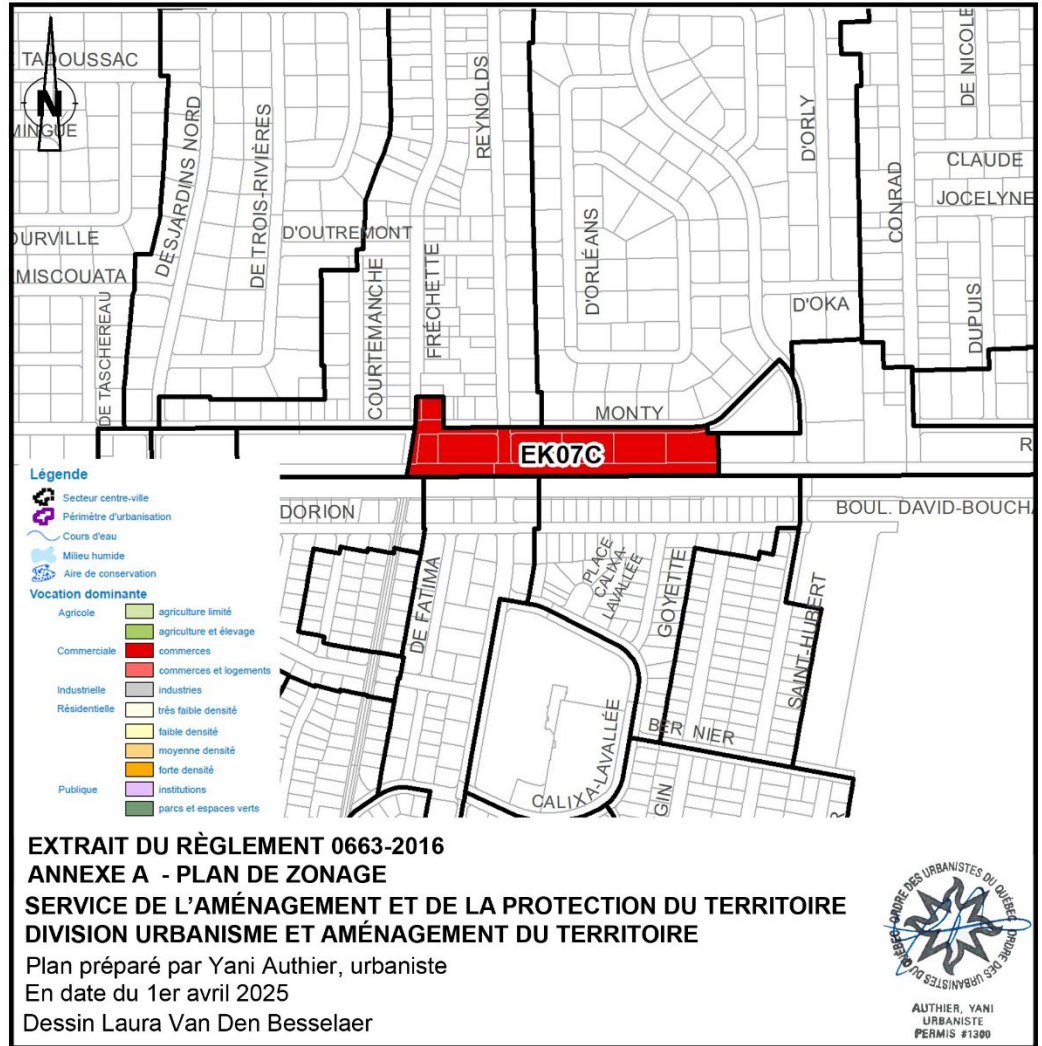 TADOUSSAC
N
MINGUE
DESJARDINS NORD
DE TROIS-RIVIÈRES
REYNOLDS
D'ORLY
DE NICOLE
CLAUDE
JOCELYNE
CONRAD
OURVILLE
MISCOUATA
D'OUTREMONT
DE TASCHEREAU
COURTEMANCHE
FRÉCHETTE
D'ORLÉANS
D'OKA
DUPUIS
MONTY
EK07C
R
DORION
BOUL. DAVID-BOUCHA
DE FATIMA
PLACE
CALIXA-
LAVALLÉE
GOYETTE
SAINT-HUBERT
BERNIER
CALIXA-LAVALLÉE
GIN
Légende
Secteur centre-ville
Périmètre d'urbanisation
Cours d'eau
Milieu humide
Aire de conservation
Vocation dominante
Agricole agriculture limité
agriculture et élevage
Commerciale commerces
commerces et logements
Industrielle industries
Résidentielle très faible densité
faible densité
moyenne densité
forte densité
Publique institutions
parcs et espaces verts
EXTRAIT DU RÈGLEMENT 0663-2016
ANNEXE A - PLAN DE ZONAGE
SERVICE DE L'AMÉNAGEMENT ET DE LA PROTECTION DU TERRITOIRE
DIVISION URBANISME ET AMÉNAGEMENT DU TERRITOIRE
Plan préparé par Yani Authier, urbaniste
En date du 1er avril 2025
Dessin Laura Van Den Besselaer
ORDRE DES URBANISTES DU QUÉBEC
ORDRE DES URBANISTES DU QUÉBEC
AUTHIER, YANI
URBANISTE
PERMIS #1300